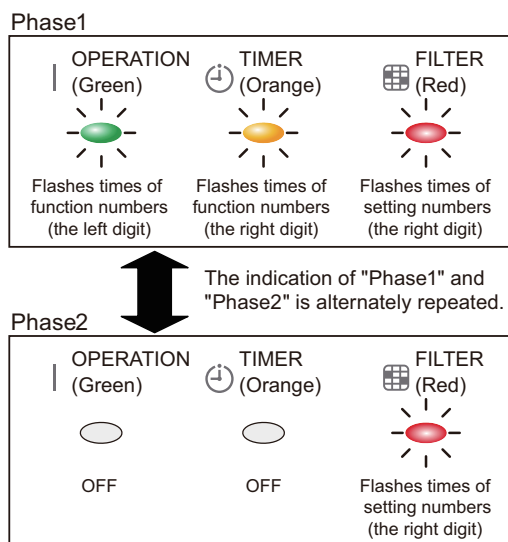 Phase1
OPERATION
(Green)
TIMER
(Orange)
FILTER
(Red)
Flashes times of
function numbers
(the left digit)
Flashes times of
function numbers
(the right digit)
Flashes times of
setting numbers
(the right digit)
The indication of "Phase1" and
"Phase2" is alternately repeated.
Phase2
OPERATION
(Green)
TIMER
(Orange)
FILTER
(Red)
OFF
OFF
Flashes times of
setting numbers
(the right digit)